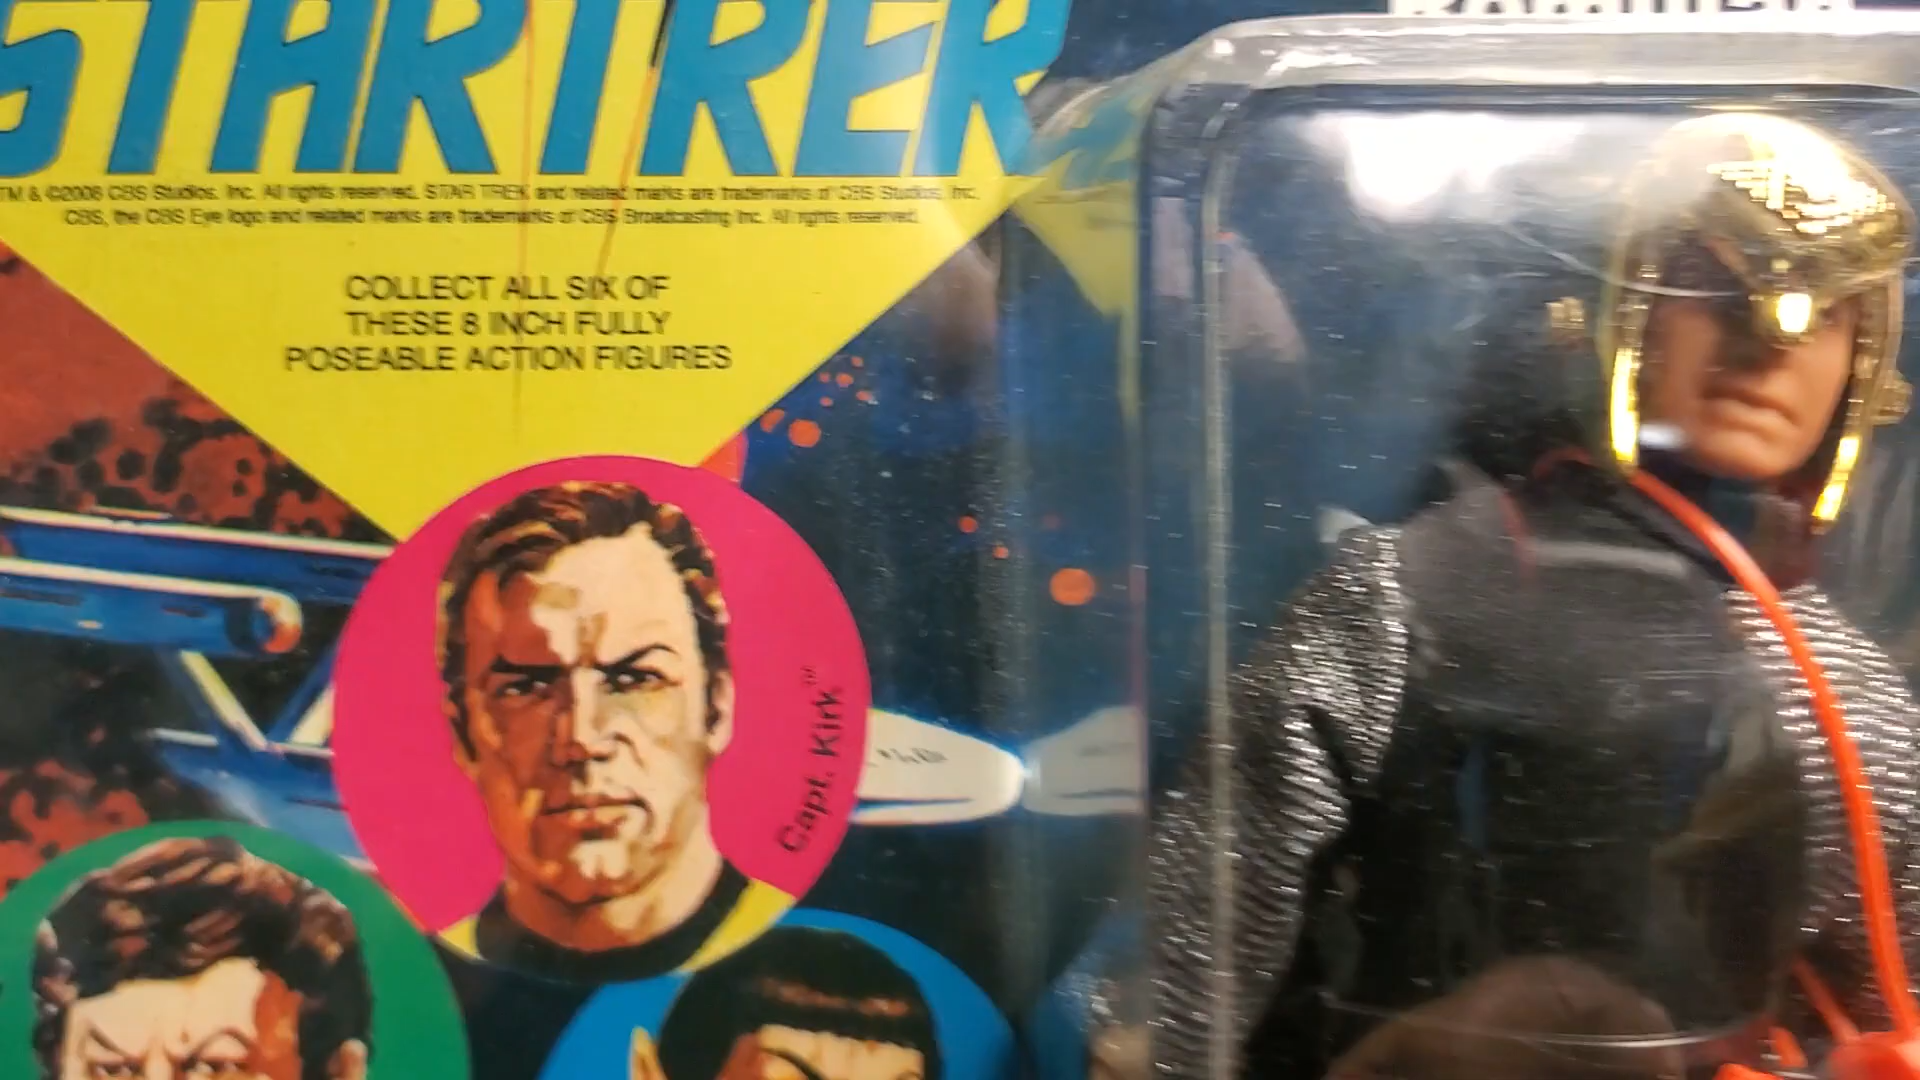 STAR TREK
TM & ©2008 CBS Studios, Inc. All rights reserved. STAR TREK and related marks are trademarks of CBS Studios, Inc.
CBS, the CBS Eye logo and related marks are trademarks of CBS Broadcasting Inc. All rights reserved.
COLLECT ALL SIX OF
THESE 8 INCH FULLY
POSEABLE ACTION FIGURES
Capt. Kirk™